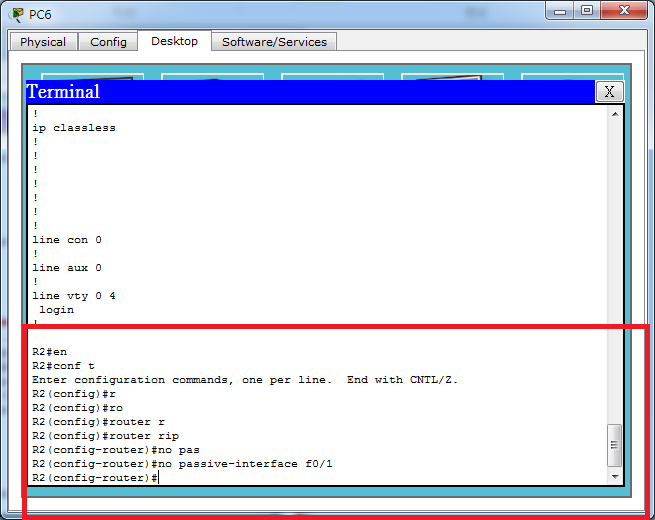 PC6
Physical Config Desktop Software/Services
Terminal X
!
ip classless
!
!
!
!
!
!
line con 0
!
line aux 0
!
line vty 0 4
login
!
R2#en
R2#conf t
Enter configuration commands, one per line. End with CNTL/Z.
R2(config)#r
R2(config)#ro
R2(config)#router r
R2(config)#router rip
R2(config-router)#no pas
R2(config-router)#no passive-interface f0/1
R2(config-router)#